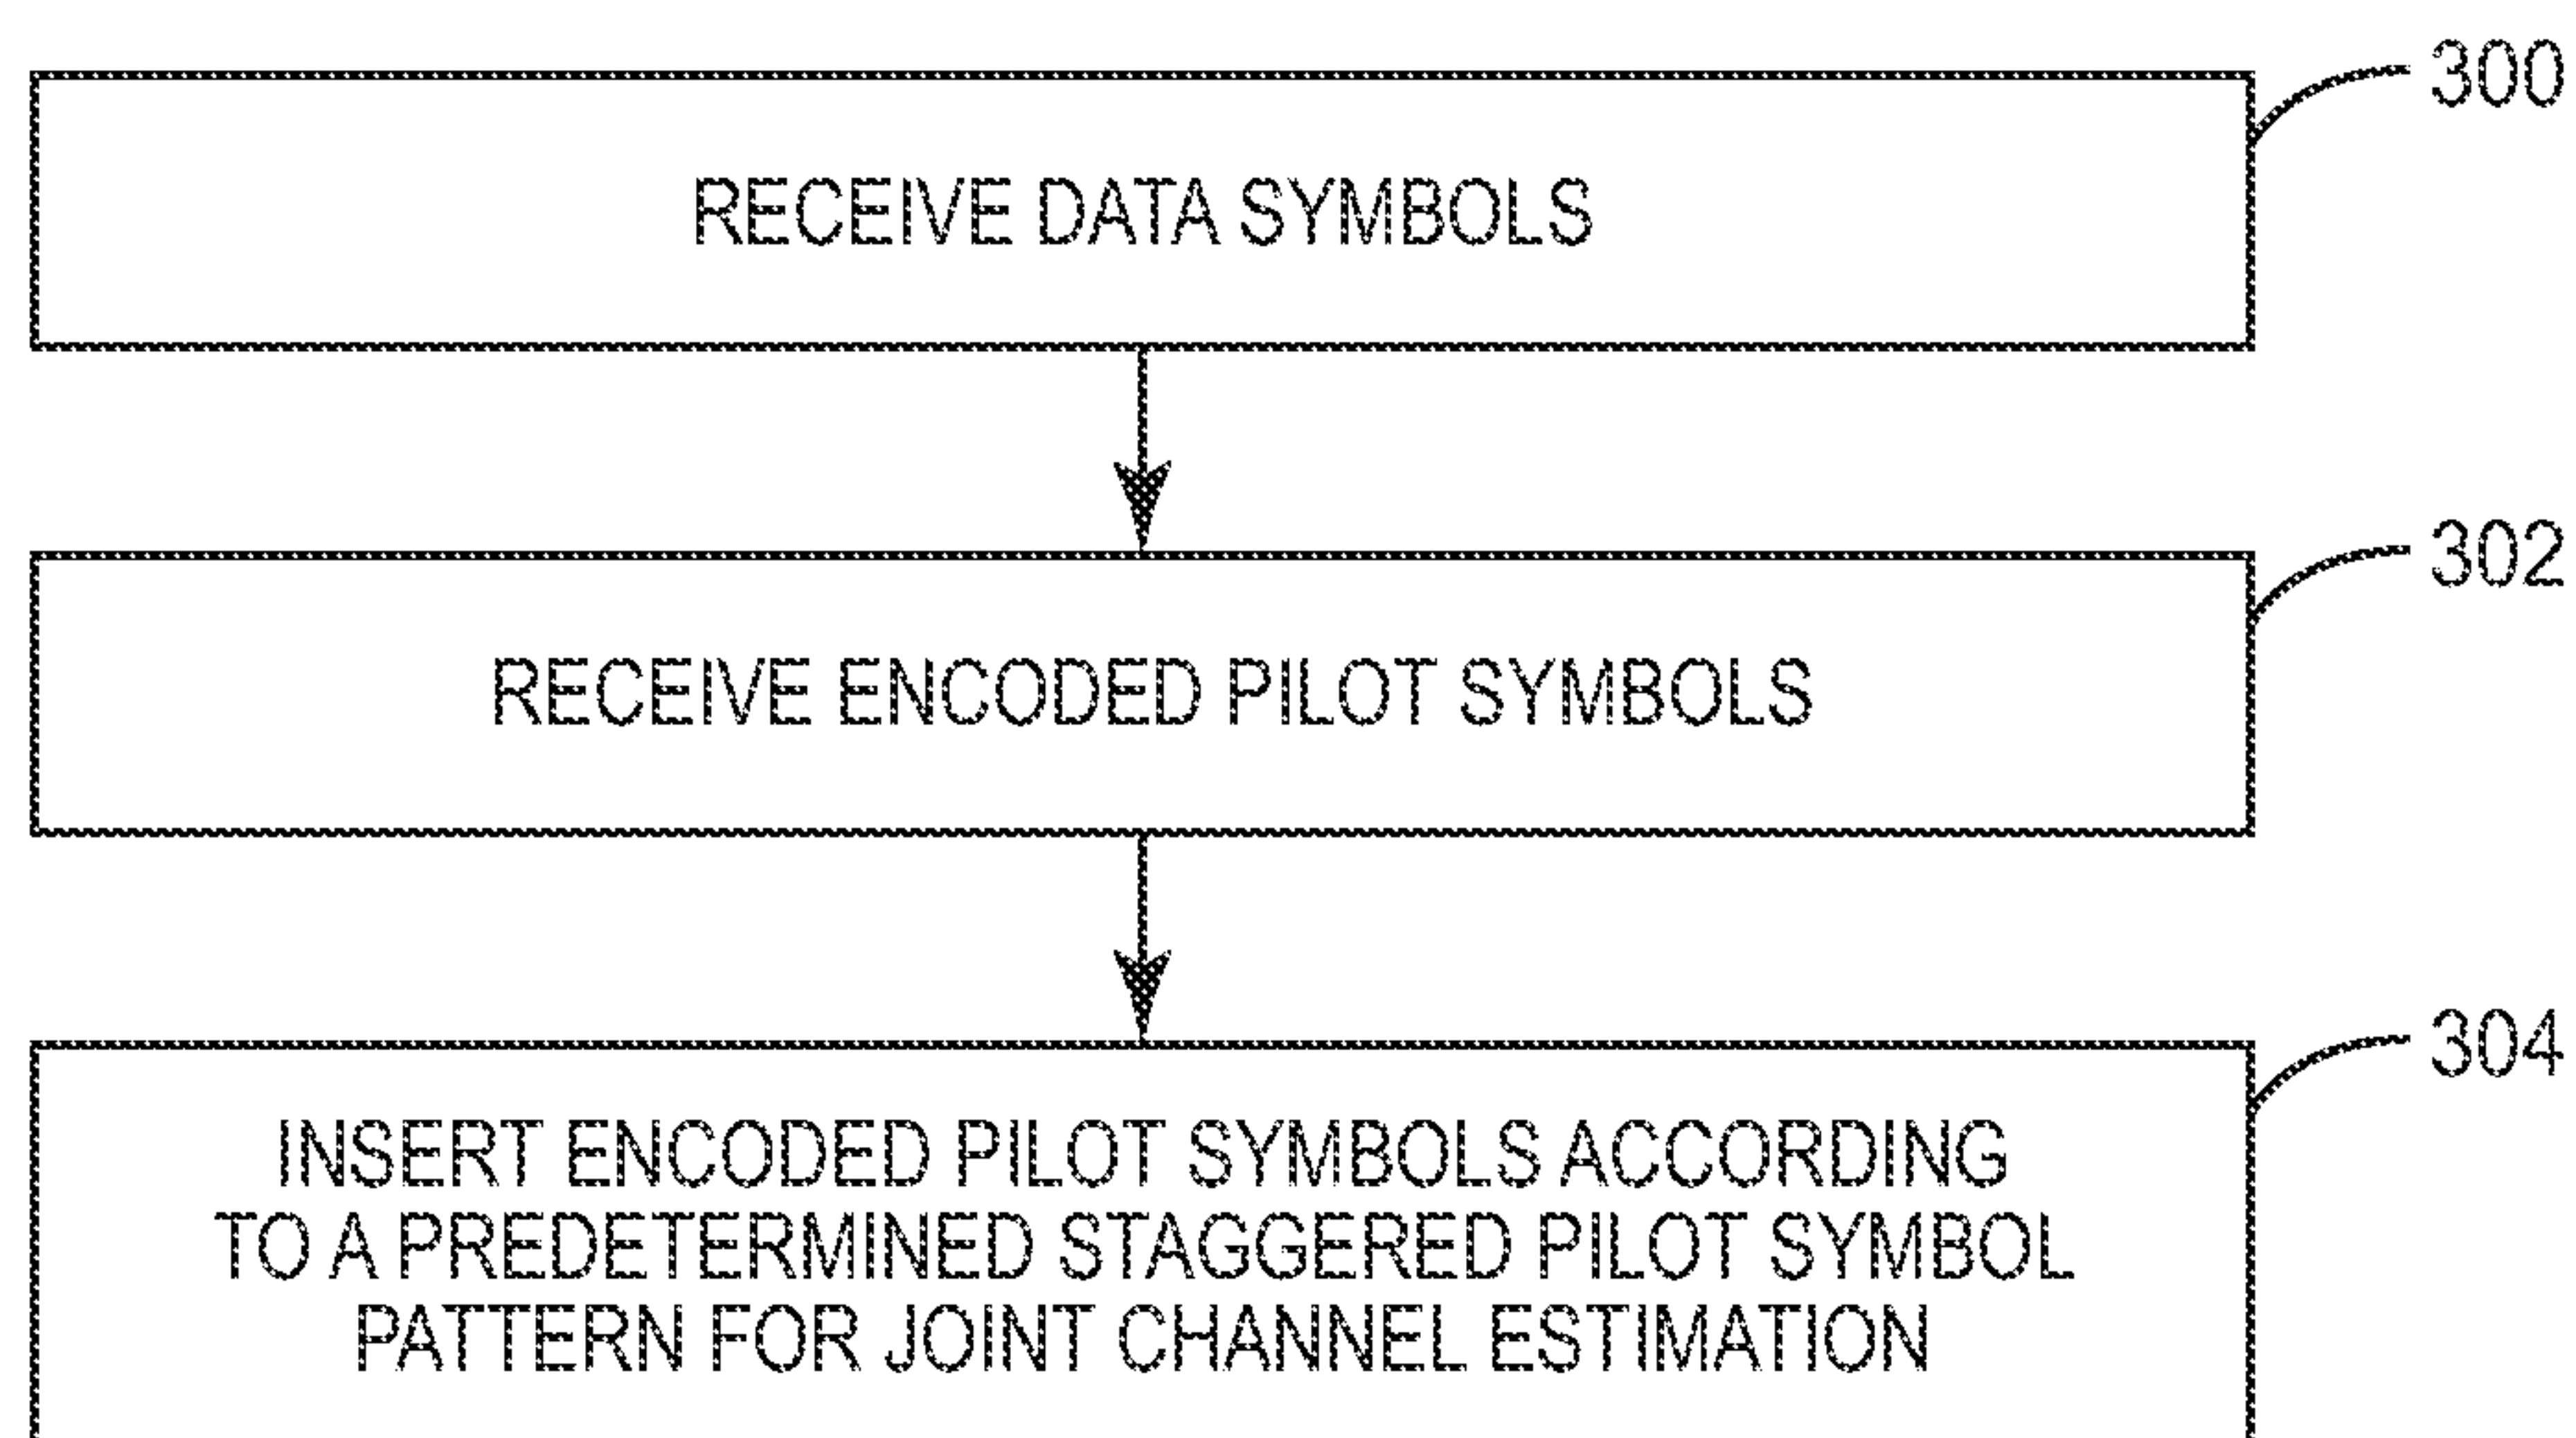 300
RECEIVE DATA SYMBOLS
302
RECEIVE ENCODED PILOT SYMBOLS
304
INSERT ENCODED PILOT SYMBOLS ACCORDING
TO A PREDETERMINED STAGGERED PILOT SYMBOL
PATTERN FOR JOINT CHANNEL ESTIMATION